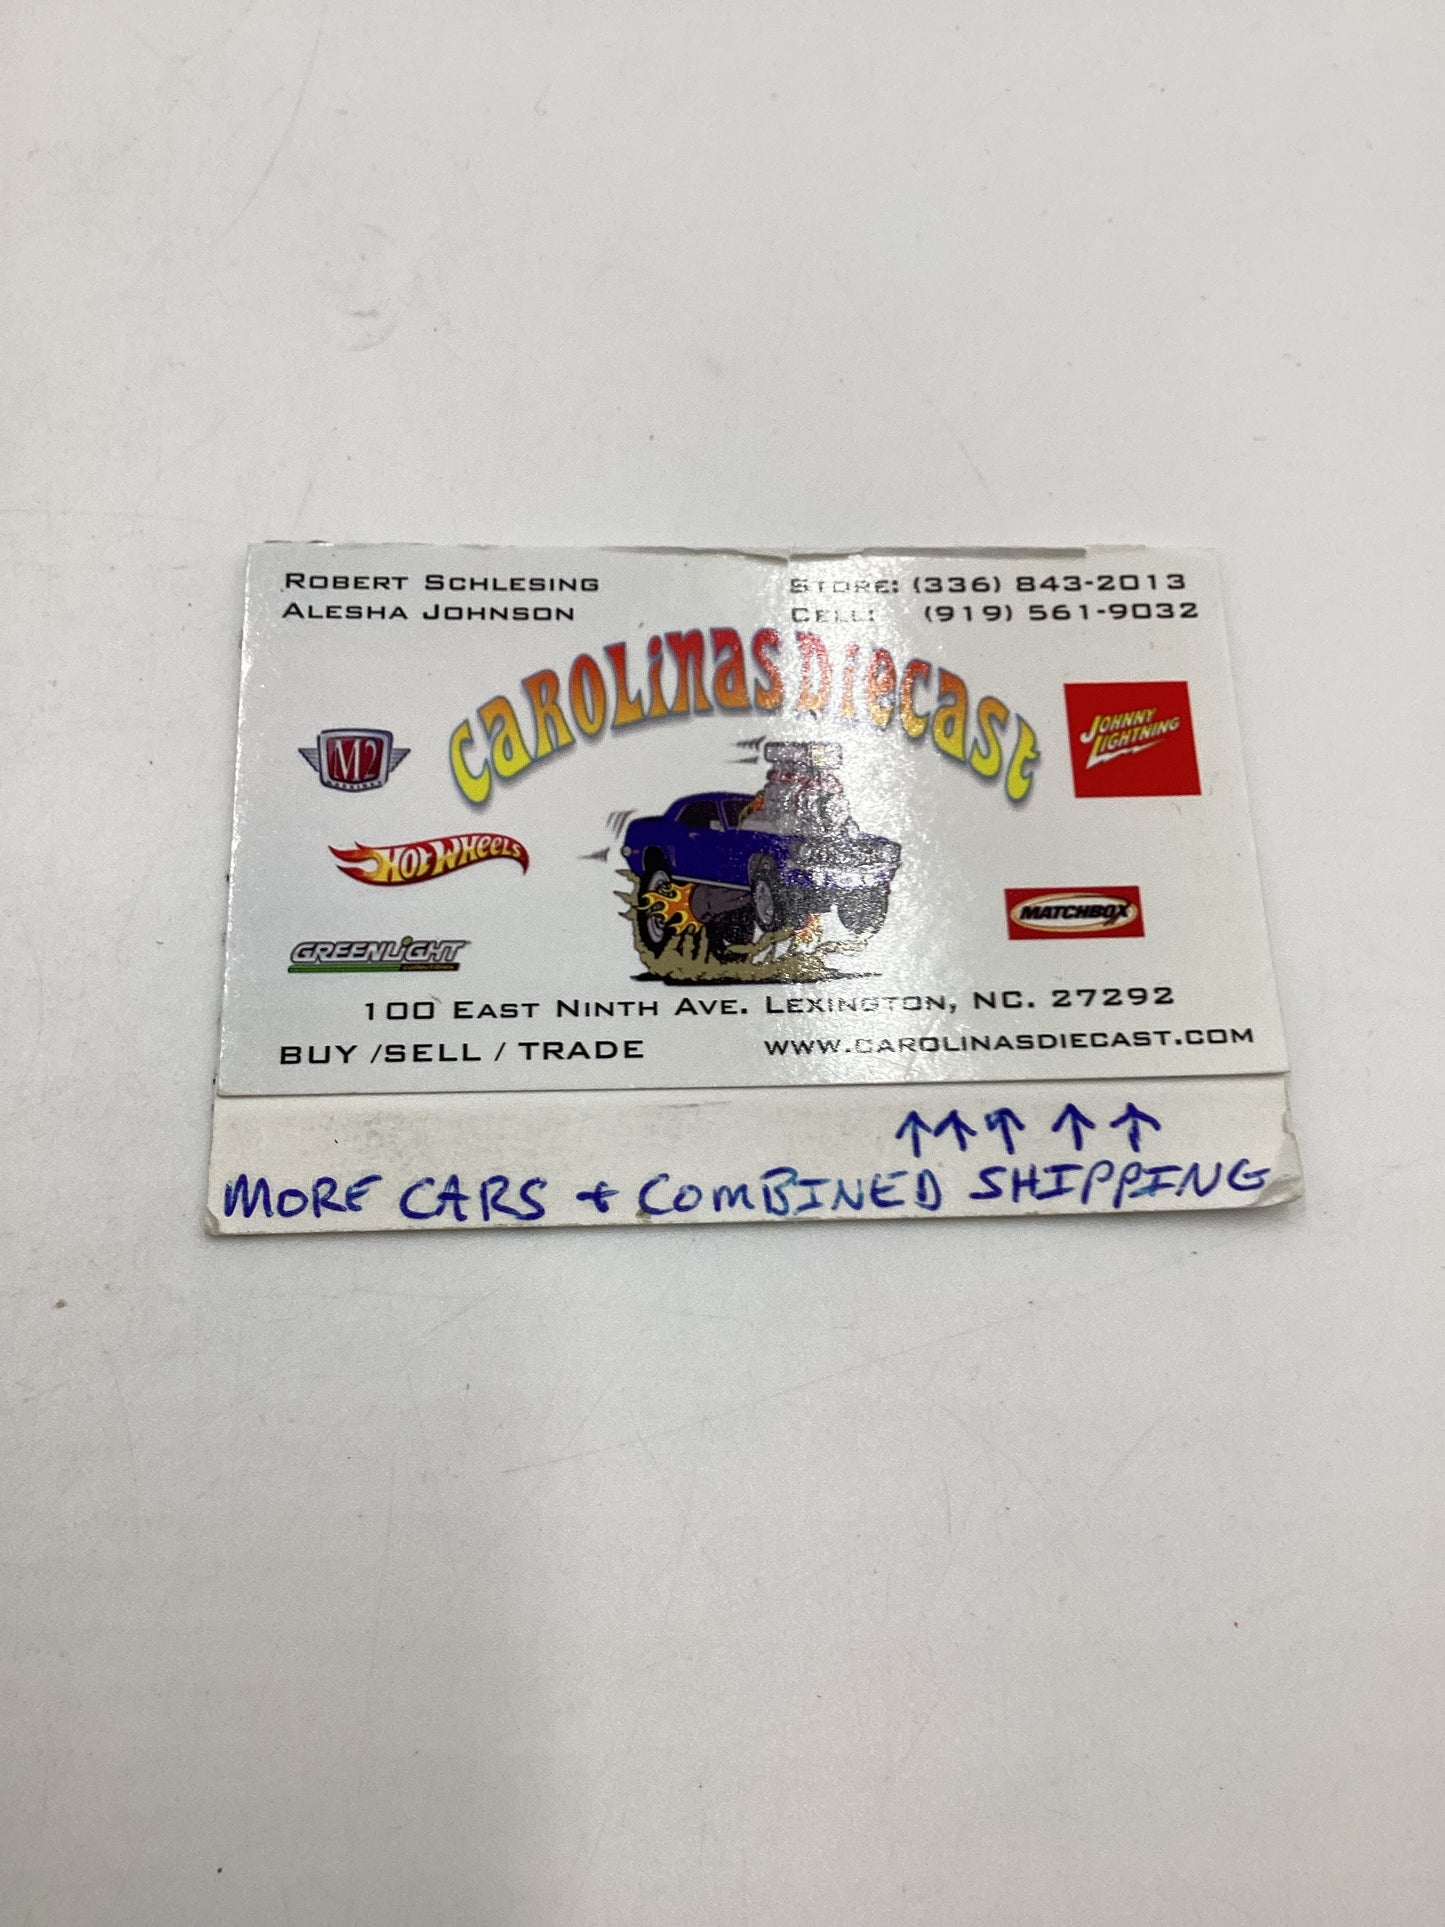 ROBERT SCHLESING
ALESHA JOHNSON
STORE: (336) 843-2013
CELL: (919) 561-9032
CAROLINAS DIECAST
M2
MACHINES
JOHNNY
LIGHTNING
HOT WHEELS
MATCHBOX
GREENLIGHT
COLLECTIBLES
100 EAST NINTH AVE. LEXINGTON, NC. 27292
BUY /SELL / TRADE
WWW.CAROLINASDIECAST.COM
↑ ↑ ↑ ↑ ↑
MORE CARS + COMBINED SHIPPING